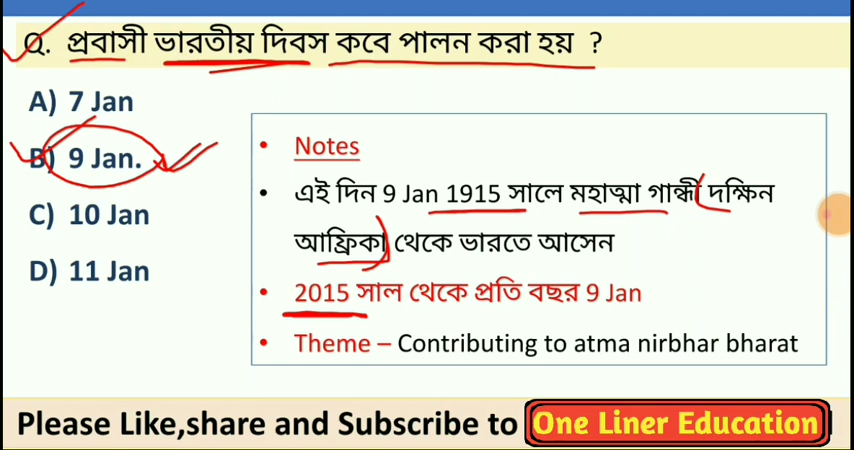 Q. প্রবাসী ভারতীয় দিবস কবে পালন করা হয় ?
A) 7 Jan
B) 9 Jan.
C) 10 Jan
D) 11 Jan
• Notes
• এই দিন 9 Jan 1915 সালে মহাত্মা গান্ধী দক্ষিন
আফ্রিকা থেকে ভারতে আসেন
• 2015 সাল থেকে প্রতি বছর 9 Jan
• Theme – Contributing to atma nirbhar bharat
Please Like,share and Subscribe to One Liner Education